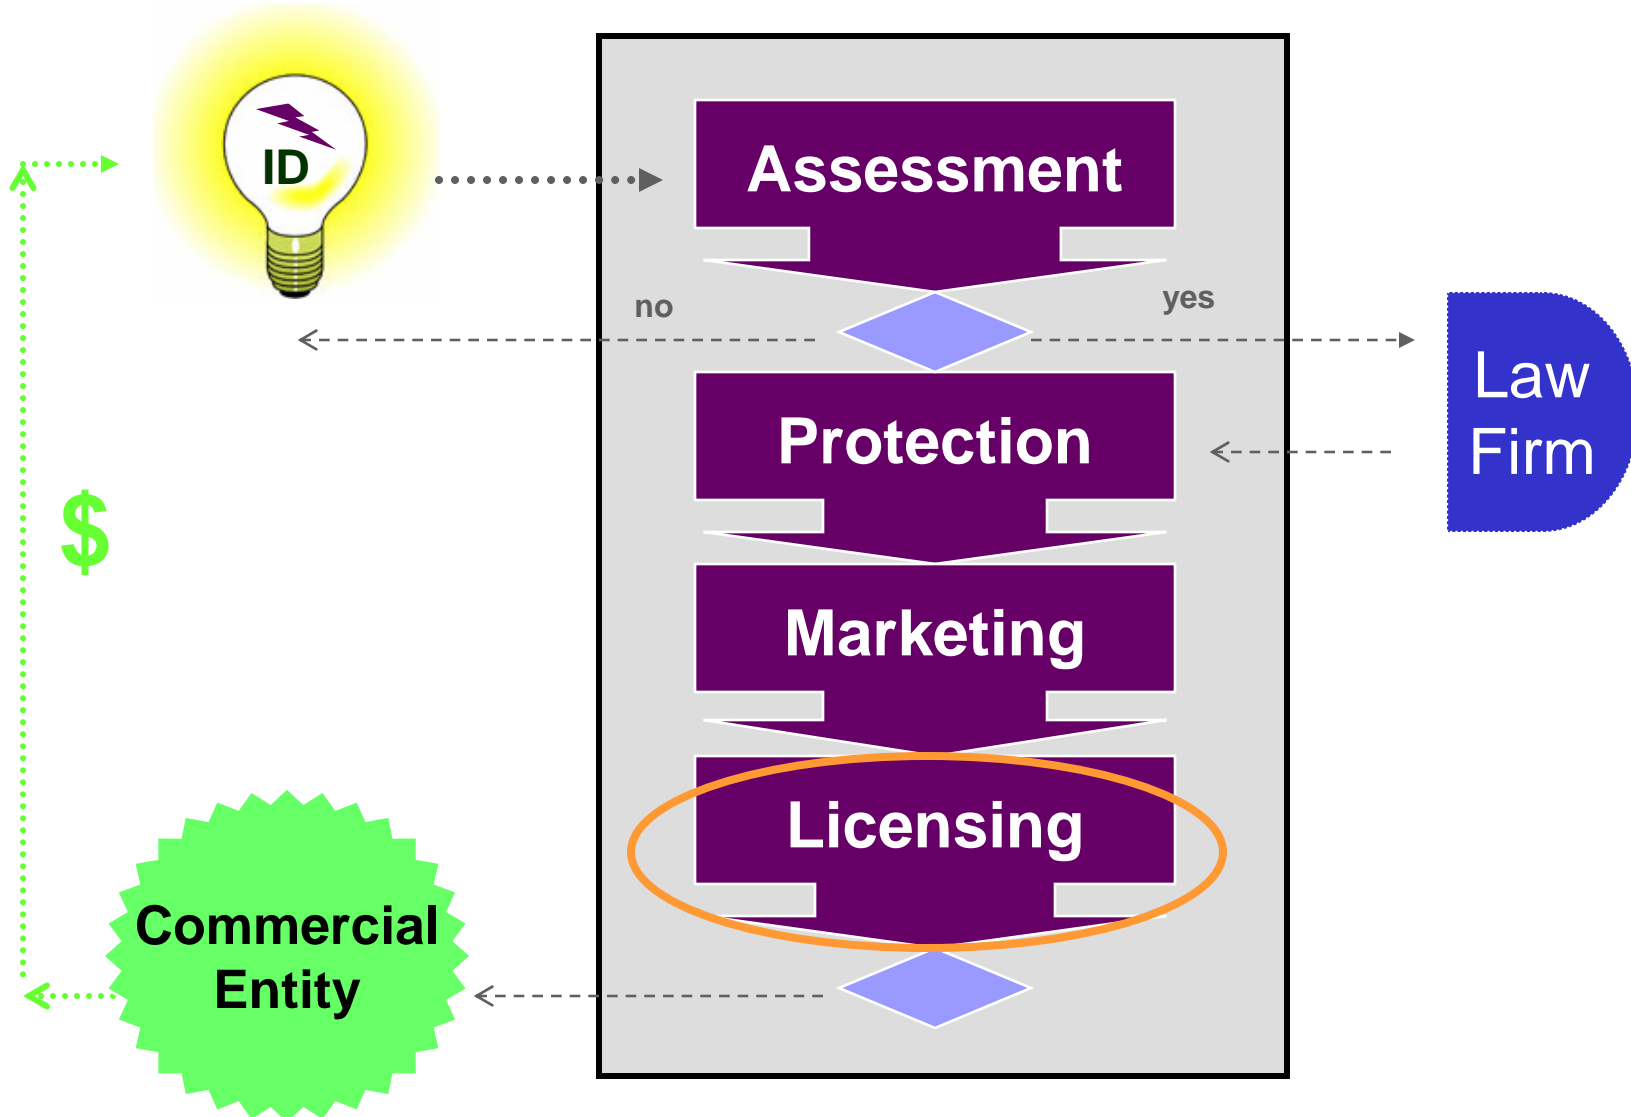 ID
Assessment
no
yes
Law
Firm
Protection
$
Marketing
Licensing
Commercial
Entity